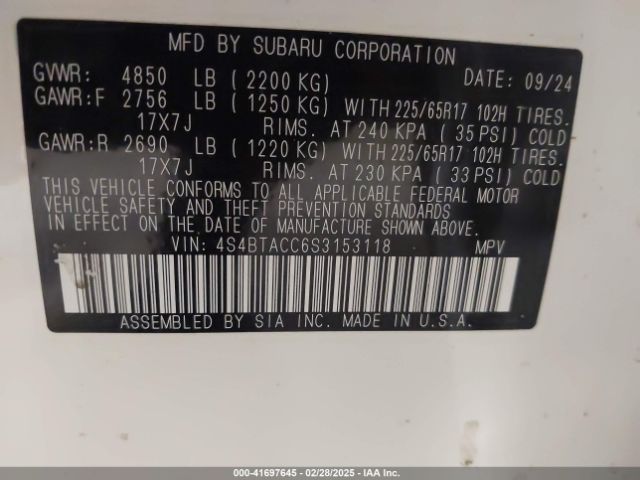 MFD BY SUBARU CORPORATION
GVWR: 4850 LB ( 2200 KG) DATE: 09/24
GAWR:F 2756 LB ( 1250 KG) WITH 225/65R17 102H TIRES.
17X7J RIMS. AT 240 KPA ( 35 PSI) COLD
GAWR:R 2690 LB ( 1220 KG) WITH 225/65R17 102H TIRES.
17X7J RIMS. AT 230 KPA ( 33 PSI) COLD
THIS VEHICLE CONFORMS TO ALL APPLICABLE FEDERAL MOTOR
VEHICLE SAFETY AND THEFT PREVENTION STANDARDS
IN EFFECT ON THE DATE OF MANUFACTURE SHOWN ABOVE.
VIN: 4S4BTACC6S3153118 MPV
ASSEMBLED BY SIA INC. MADE IN U.S.A.
000-41697645 / 02/28/2025 - IAA Inc.